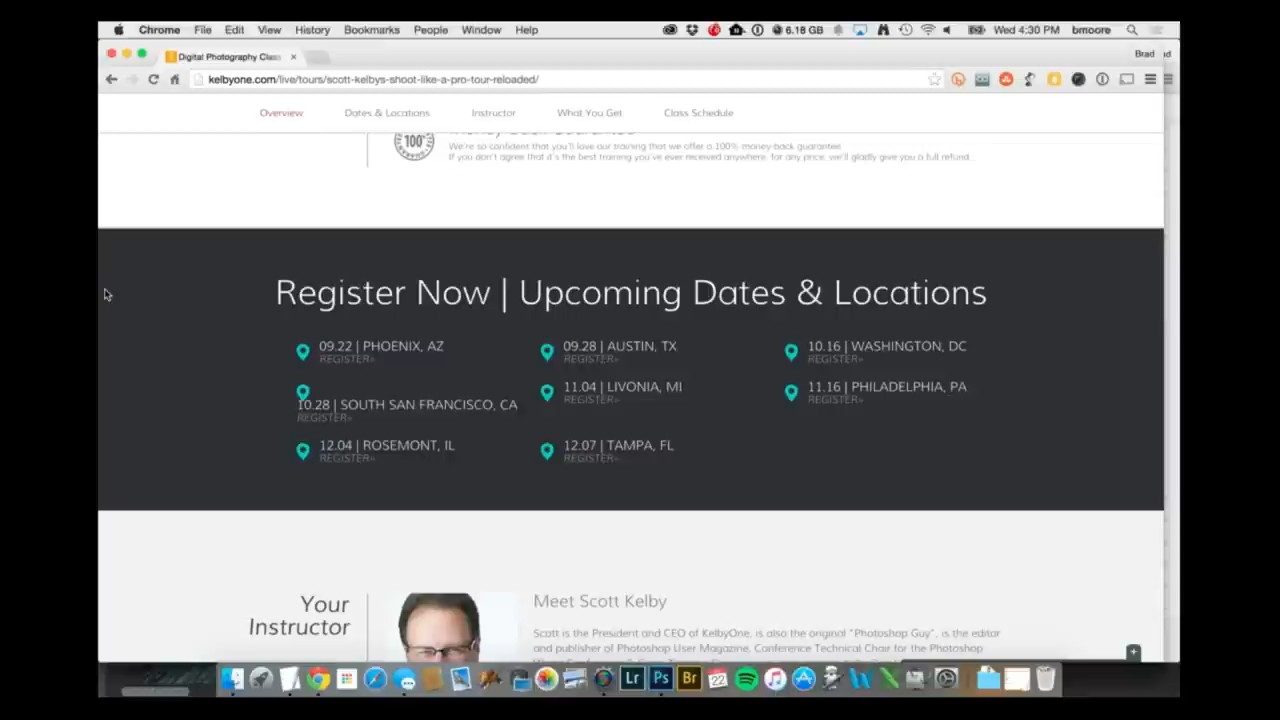 Chrome File Edit View History Bookmarks People Window Help 6.18 GB Wed 4:30 PM bmoore
Digital Photography Class Brad
kelbyone.com/live/tours/scott-kelbys-shoot-like-a-pro-tour-reloaded/
Overview Dates & Locations Instructor What You Get Class Schedule
100%
We're so confident that you'll love our training that we offer a 100% money-back guarantee.
If you don't agree that it's the best training you've ever received anywhere, for any price, we'll gladly give you a full refund.
Register Now | Upcoming Dates & Locations
09.22 | PHOENIX, AZ
REGISTER»
09.28 | AUSTIN, TX
REGISTER»
10.16 | WASHINGTON, DC
REGISTER»
10.28 | SOUTH SAN FRANCISCO, CA
REGISTER»
11.04 | LIVONIA, MI
REGISTER»
11.16 | PHILADELPHIA, PA
REGISTER»
12.04 | ROSEMONT, IL
REGISTER»
12.07 | TAMPA, FL
REGISTER»
Your
Instructor
Meet Scott Kelby
Scott is the President and CEO of KelbyOne, is also the original "Photoshop Guy", is the editor
and publisher of Photoshop User Magazine, Conference Technical Chair for the Photoshop
Lr Ps Br 22